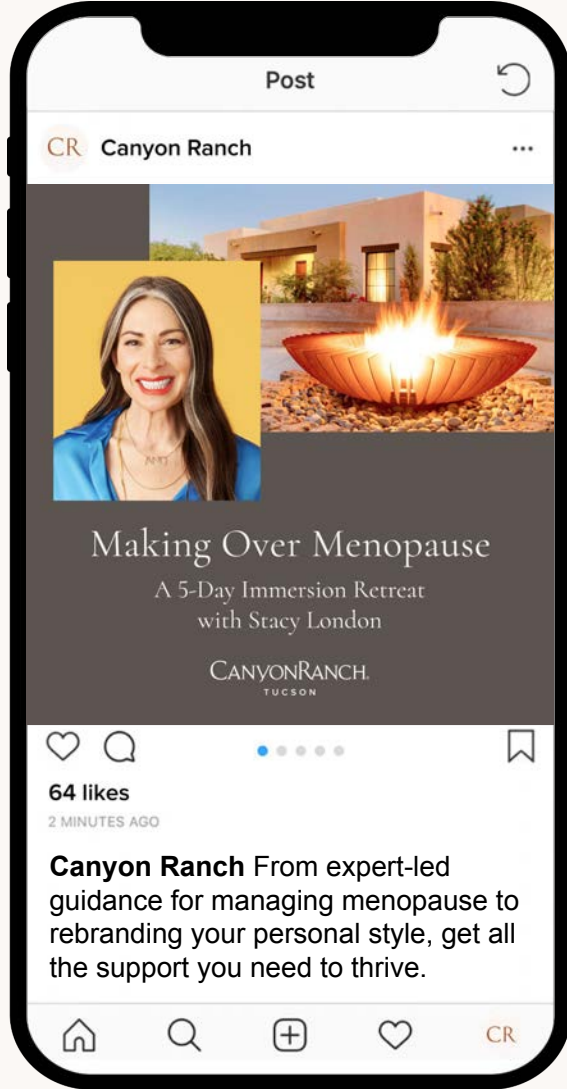 Post
CR Canyon Ranch
Making Over Menopause
A 5-Day Immersion Retreat
with Stacy London
CANYONRANCH.
TUCSON
64 likes
2 MINUTES AGO
Canyon Ranch From expert-led
guidance for managing menopause to
rebranding your personal style, get all
the support you need to thrive.
CR